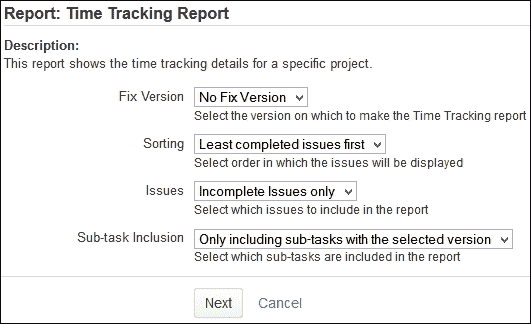 Report: Time Tracking Report
Description:
This report shows the time tracking details for a specific project.
Fix Version No Fix Version
Select the version on which to make the Time Tracking report
Sorting Least completed issues first
Select order in which the issues will be displayed
Issues Incomplete Issues only
Select which issues to include in the report
Sub-task Inclusion Only including sub-tasks with the selected version
Select which sub-tasks are included in the report
Next Cancel